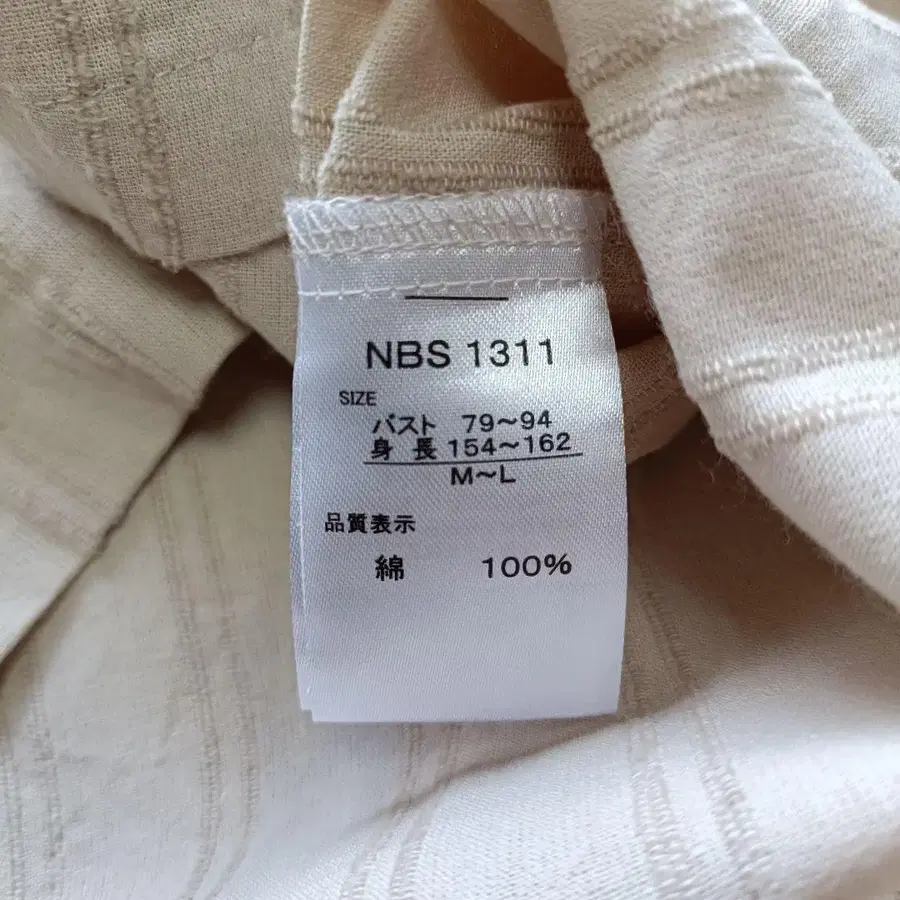 NBS 1311
SIZE
バスト 79～94
身 長 154～162
M～L
品質表示
綿 100%